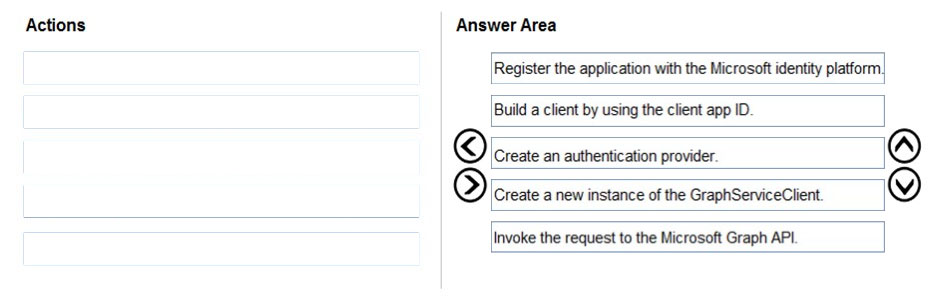 Actions
Answer Area
Register the application with the Microsoft identity platform.
Build a client by using the client app ID.
Create an authentication provider.
Create a new instance of the GraphServiceClient.
Invoke the request to the Microsoft Graph API.